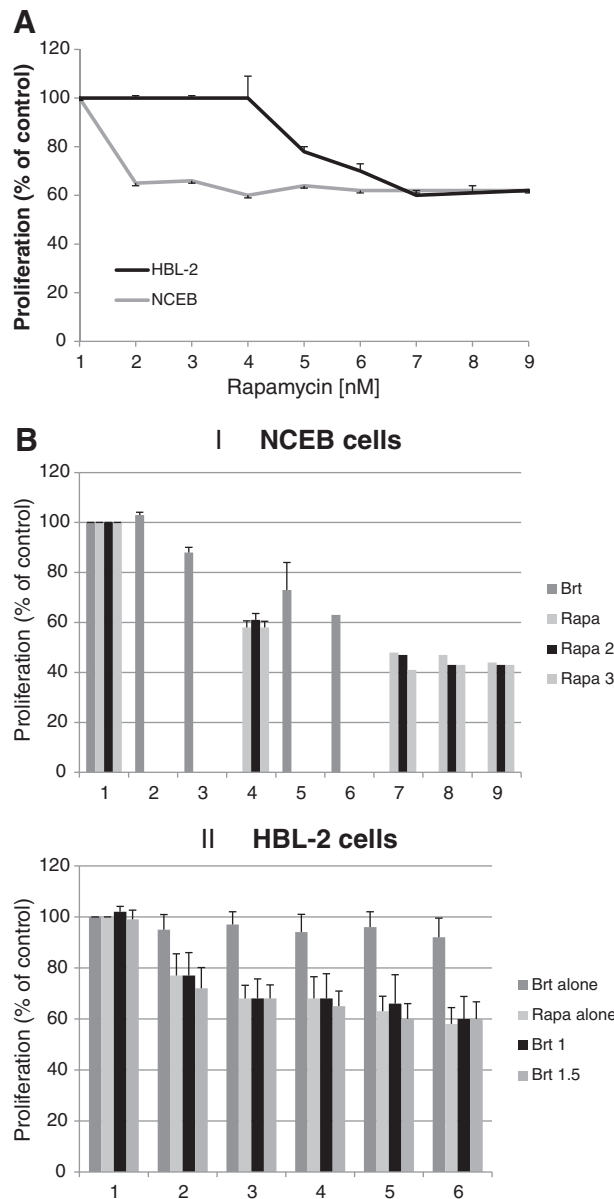 A
Proliferation (% of control)
120
100
80
60
40
20
0
HBL-2
NCEB
1 2 3 4 5 6 7 8 9
Rapamycin [nM]
B
I NCEB cells
Proliferation (% of control)
120
100
80
60
40
20
0
Brt
Rapa
Rapa 2
Rapa 3
1 2 3 4 5 6 7 8 9
II HBL-2 cells
Proliferation (% of control)
120
100
80
60
40
20
0
Brt alone
Rapa alone
Brt 1
Brt 1.5
1 2 3 4 5 6